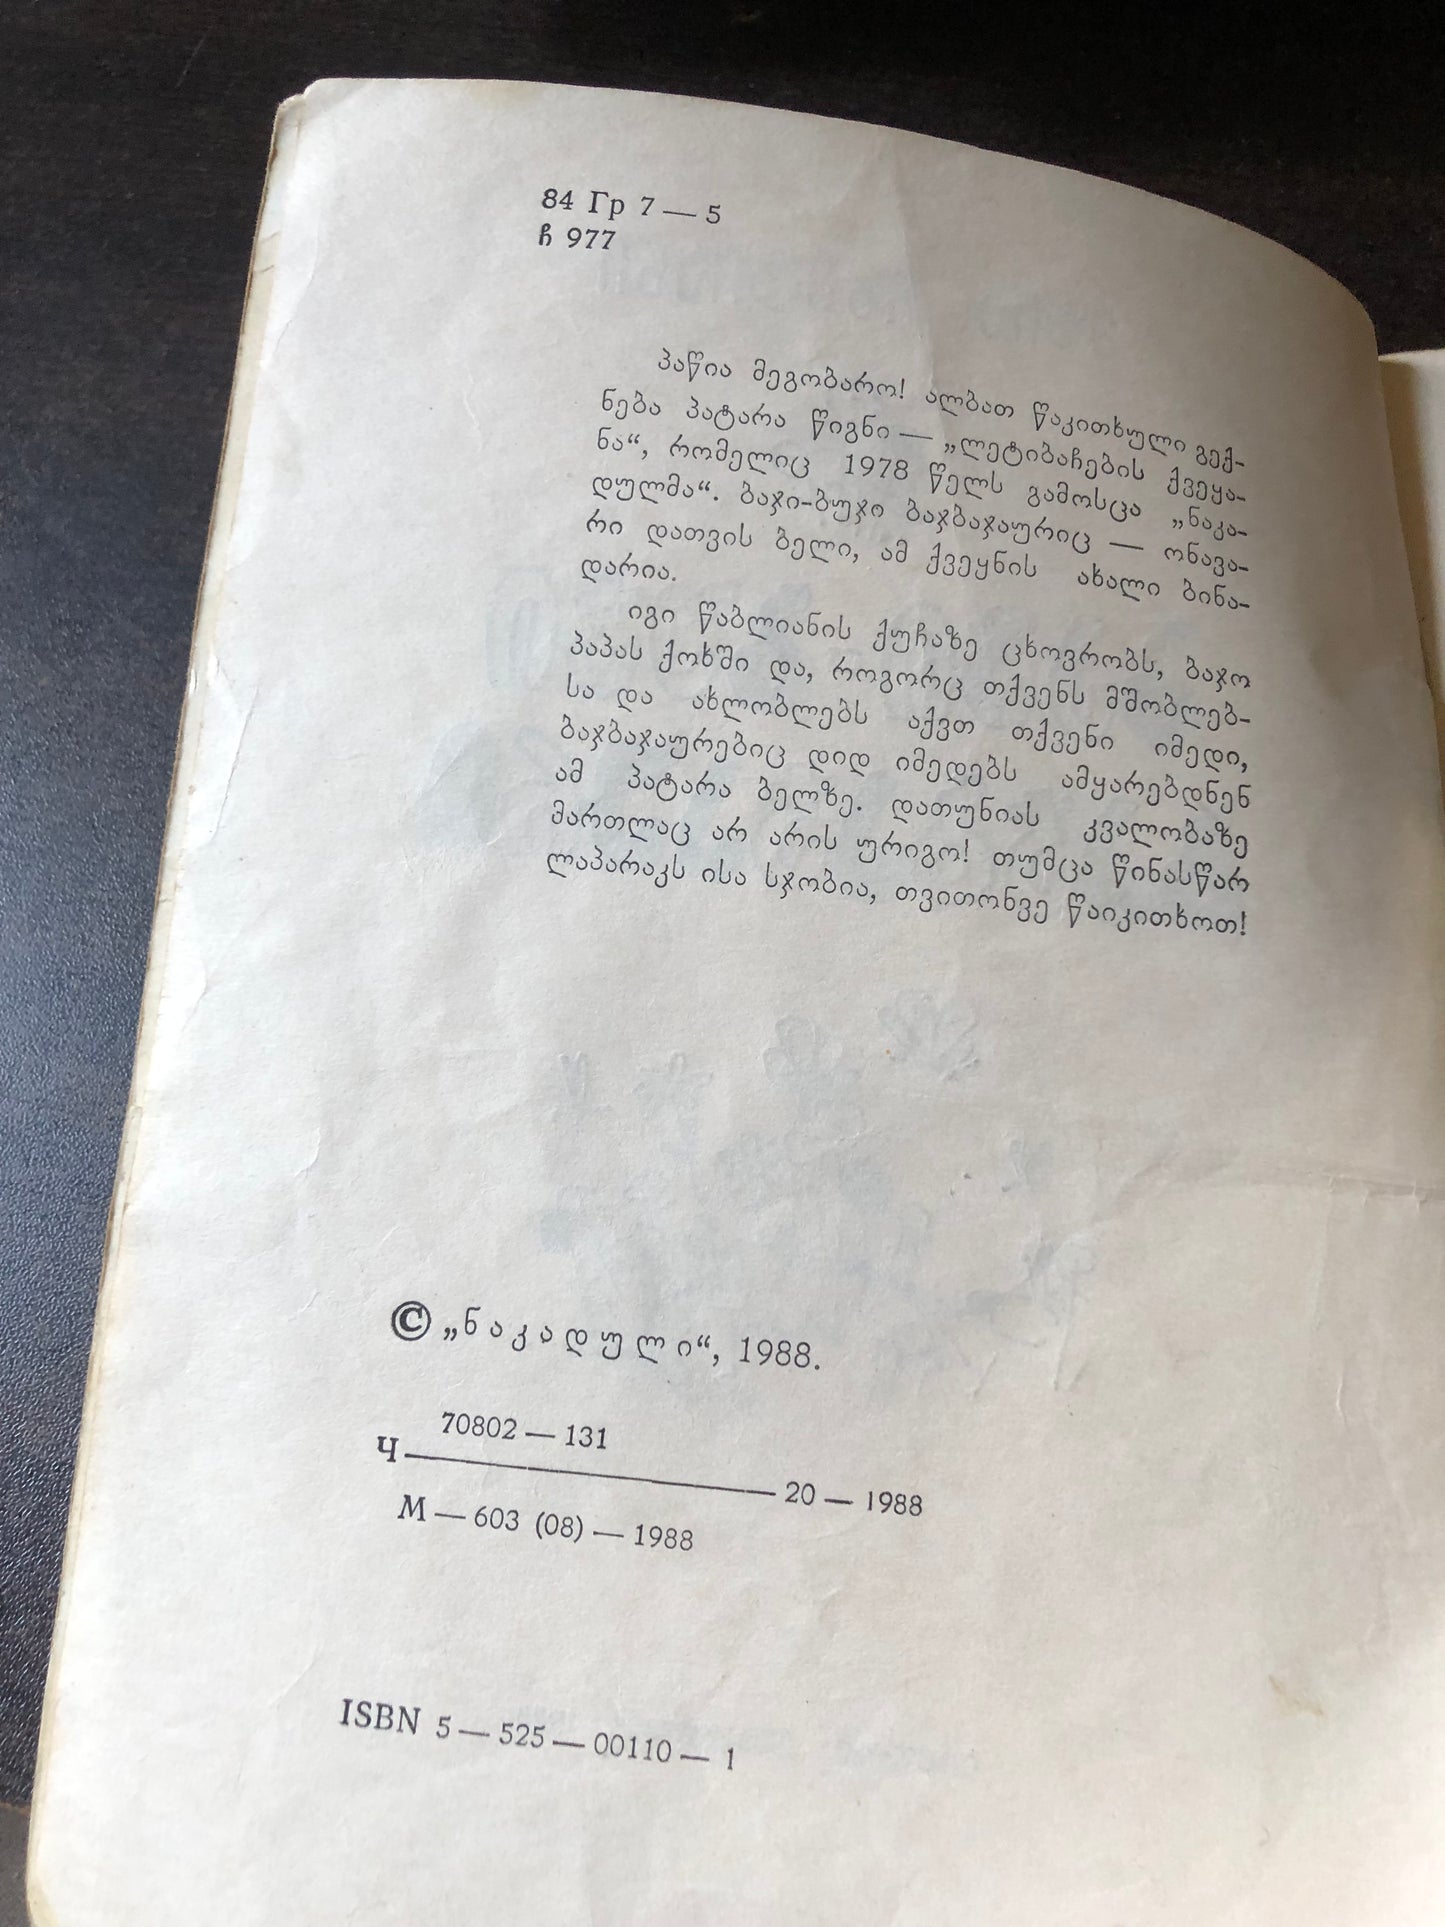 84 Гр 7 — 5
ჩ 977
პაწია მეგობარო! ალბათ წაკითხული გექ-
ნება პატარა წიგნი — „ლეტიბაჩების ქვეყა-
ნა“, რომელიც 1978 წელს გამოსცა „ნაკა-
დულმა“. ბაჯი-ბუჯი ბაჯბაჯაურიც — ონავა-
რი დათვის ბელი, ამ ქვეყნის ახალი ბინა-
დარია.
იგი წაბლიანის ქუჩაზე ცხოვრობს, ბაჯო
პაპას ქოხში და, როგორც თქვენს მშობლებ-
სა და ახლობლებს აქვთ თქვენი იმედი,
ბაჯბაჯაურებიც დიდ იმედებს ამყარებდნენ
ამ პატარა ბელზე. დათუნიას კვალობაზე
მართლაც არ არის ურიგო! თუმცა წინასწარ
ლაპარაკს ისა სჯობია, თვითონვე წაიკითხოთ!
© „ნაკადული“, 1988.
70802 — 131
Ч ——— 20 — 1988
М — 603 (08) — 1988
ISBN 5 — 525 — 00110 — 1